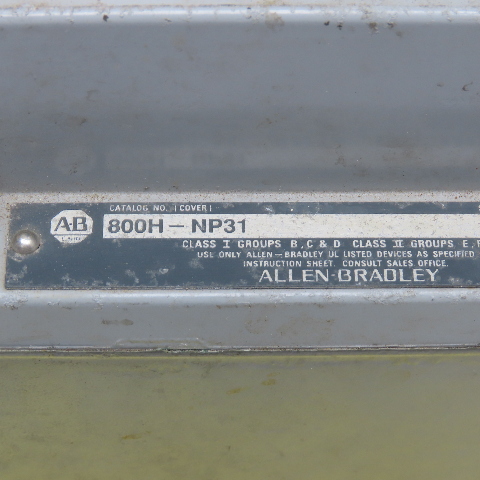 CATALOG NO. (COVER)
A-B
800H-NP31
CLASS I GROUPS B, C & D CLASS II GROUPS E, F
USE ONLY ALLEN-BRADLEY UL LISTED DEVICES AS SPECIFIED
INSTRUCTION SHEET. CONSULT SALES OFFICE.
ALLEN-BRADLEY